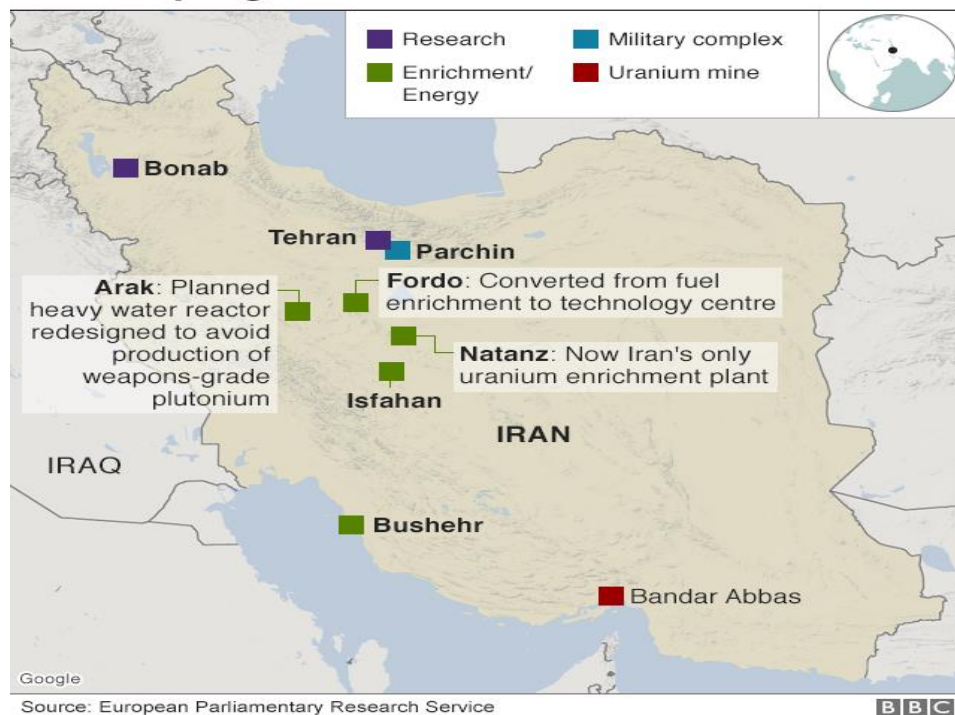 Research
Military complex
Enrichment/
Energy
Uranium mine
Bonab
Tehran
Parchin
Arak: Planned
heavy water reactor
redesigned to avoid
production of
weapons-grade
plutonium
Fordo: Converted from fuel
enrichment to technology centre
Natanz: Now Iran's only
uranium enrichment plant
Isfahan
IRAN
IRAQ
Bushehr
Bandar Abbas
Google
Source: European Parliamentary Research Service
BBC